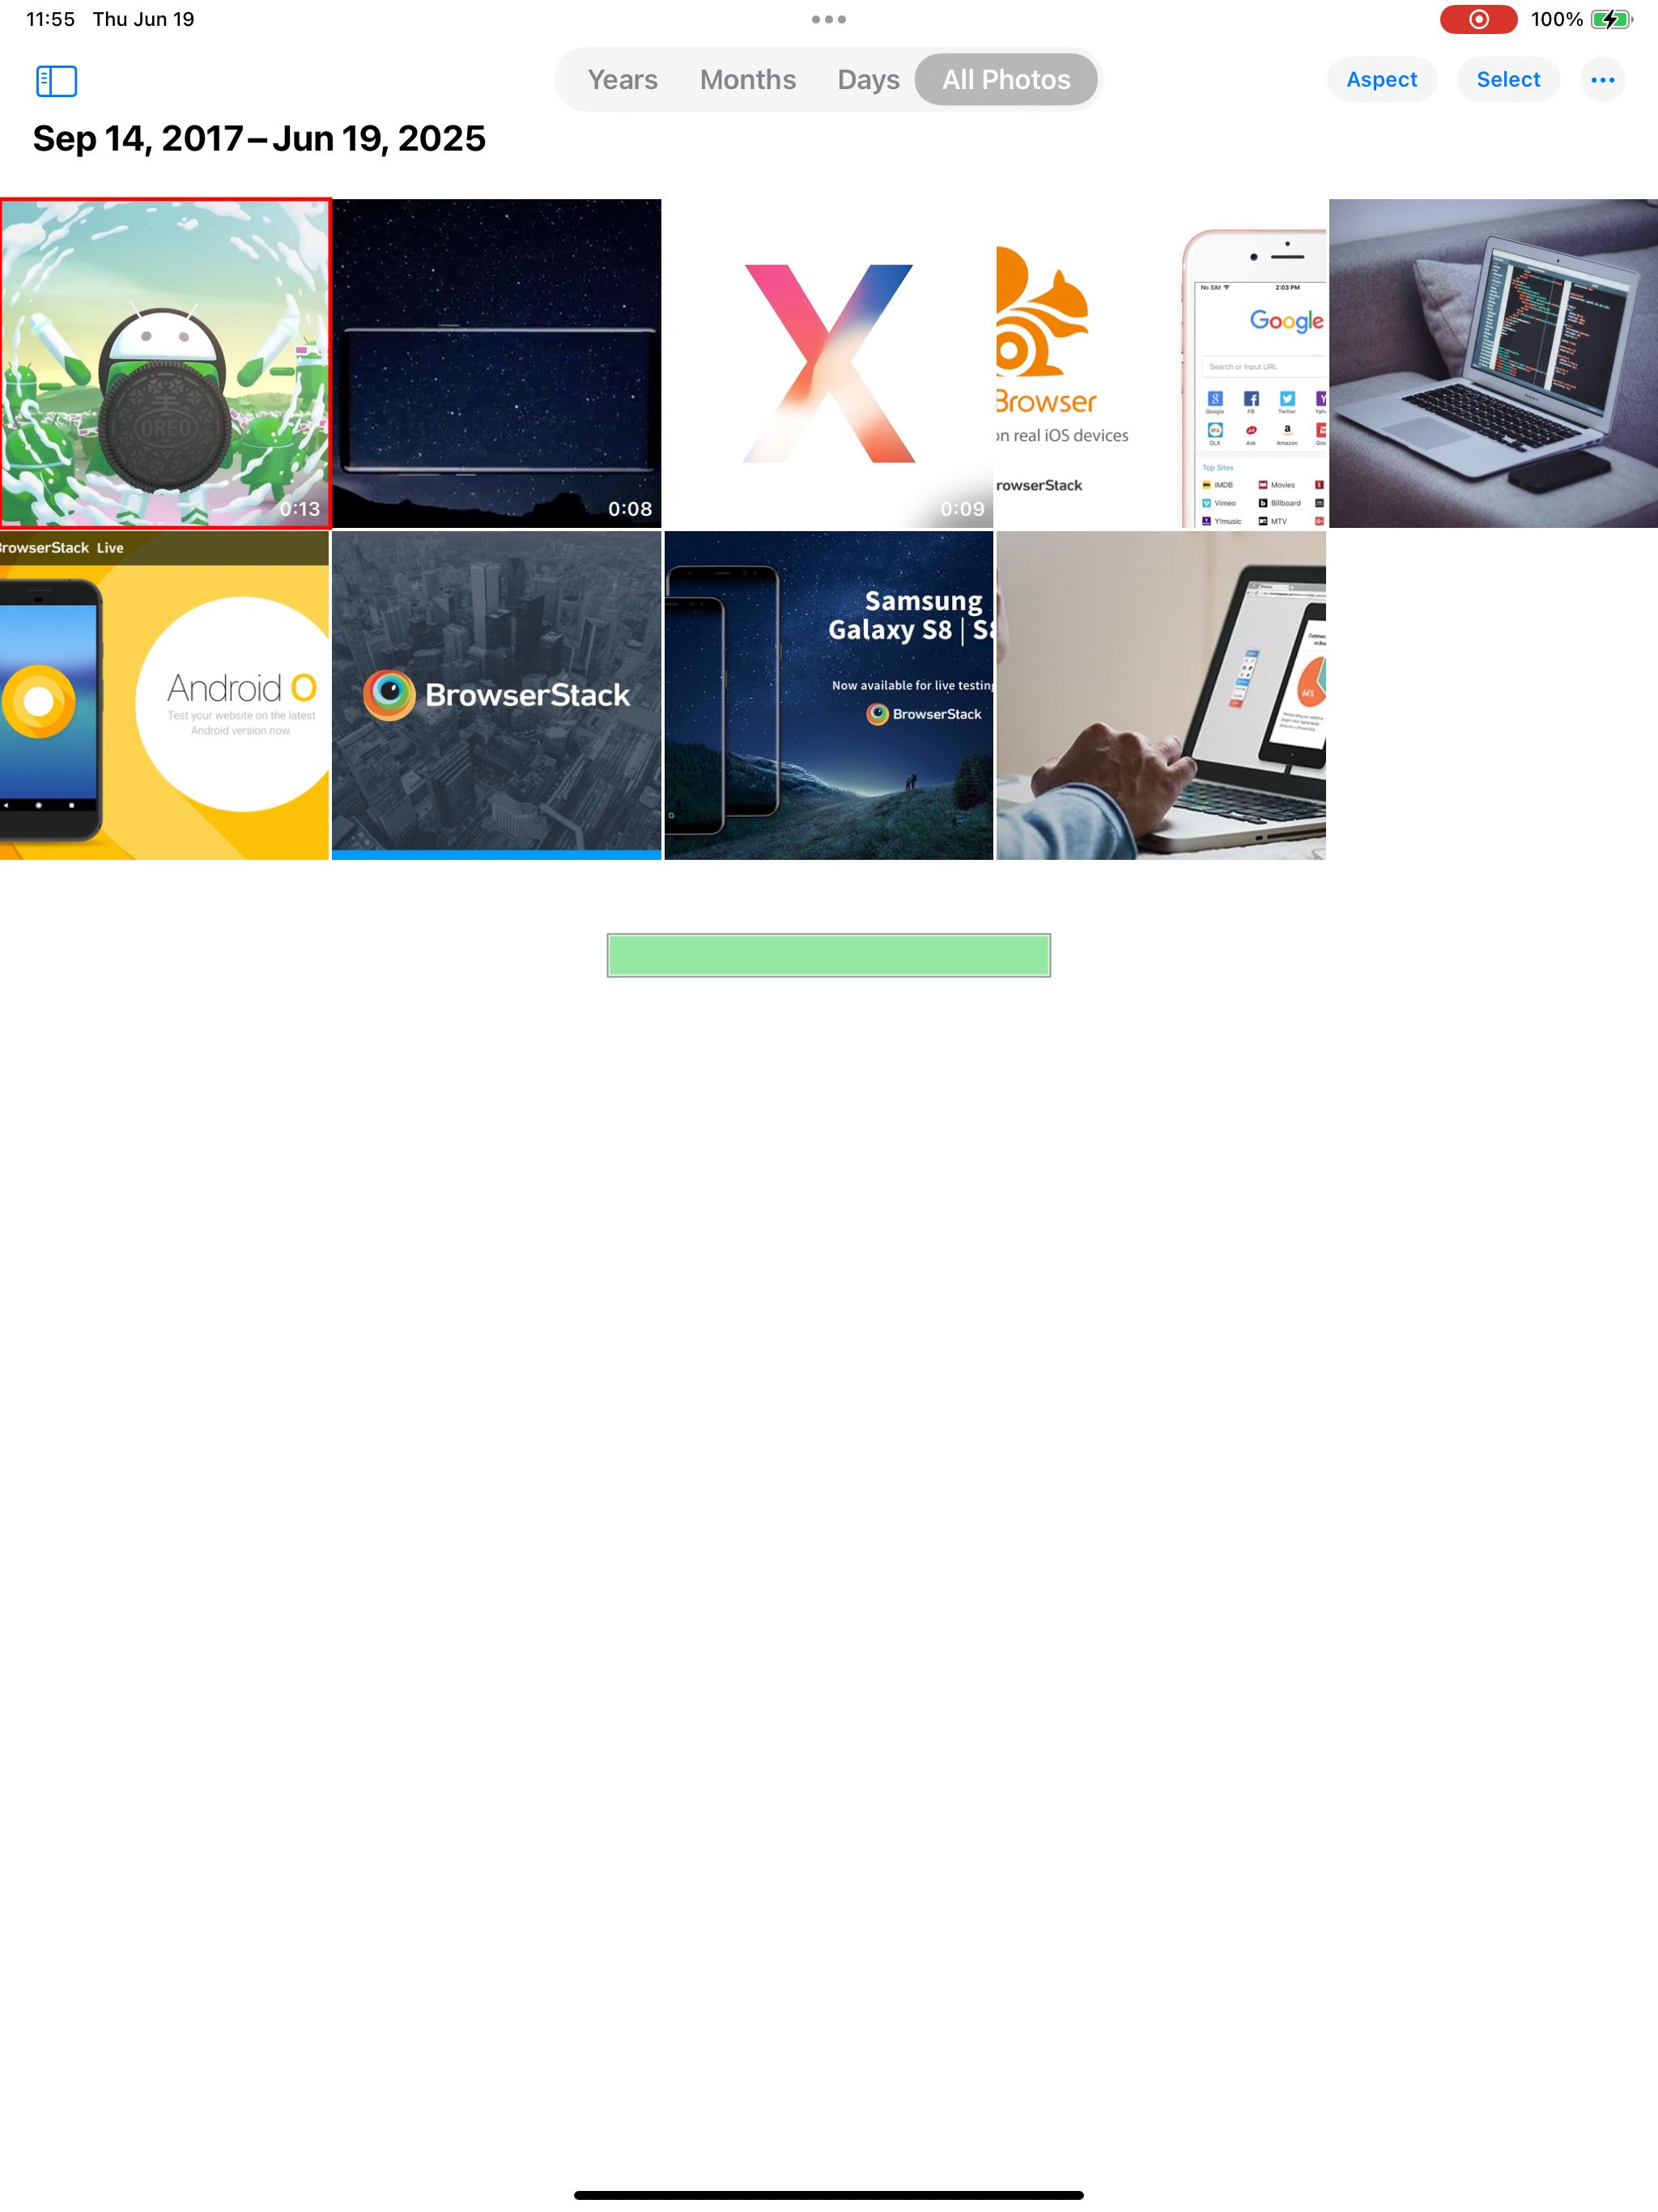 11:55 Thu Jun 19
100%
Years Months Days All Photos
Aspect Select
Sep 14, 2017–Jun 19, 2025
OREO
0:13
0:08
X
0:09
Browser
on real iOS devices
rowserStack
No SIM 2:03 PM
Google
Search or Input URL
Google FB Twitter
OLX Ask Amazon
Top Sites
IMDB Movies
Vimeo Billboard
Y!music MTV
BrowserStack Live
Android O
Test your website on the latest
Android version now.
BrowserStack
Samsung
Galaxy S8 | S8
Now available for live testing
BrowserStack